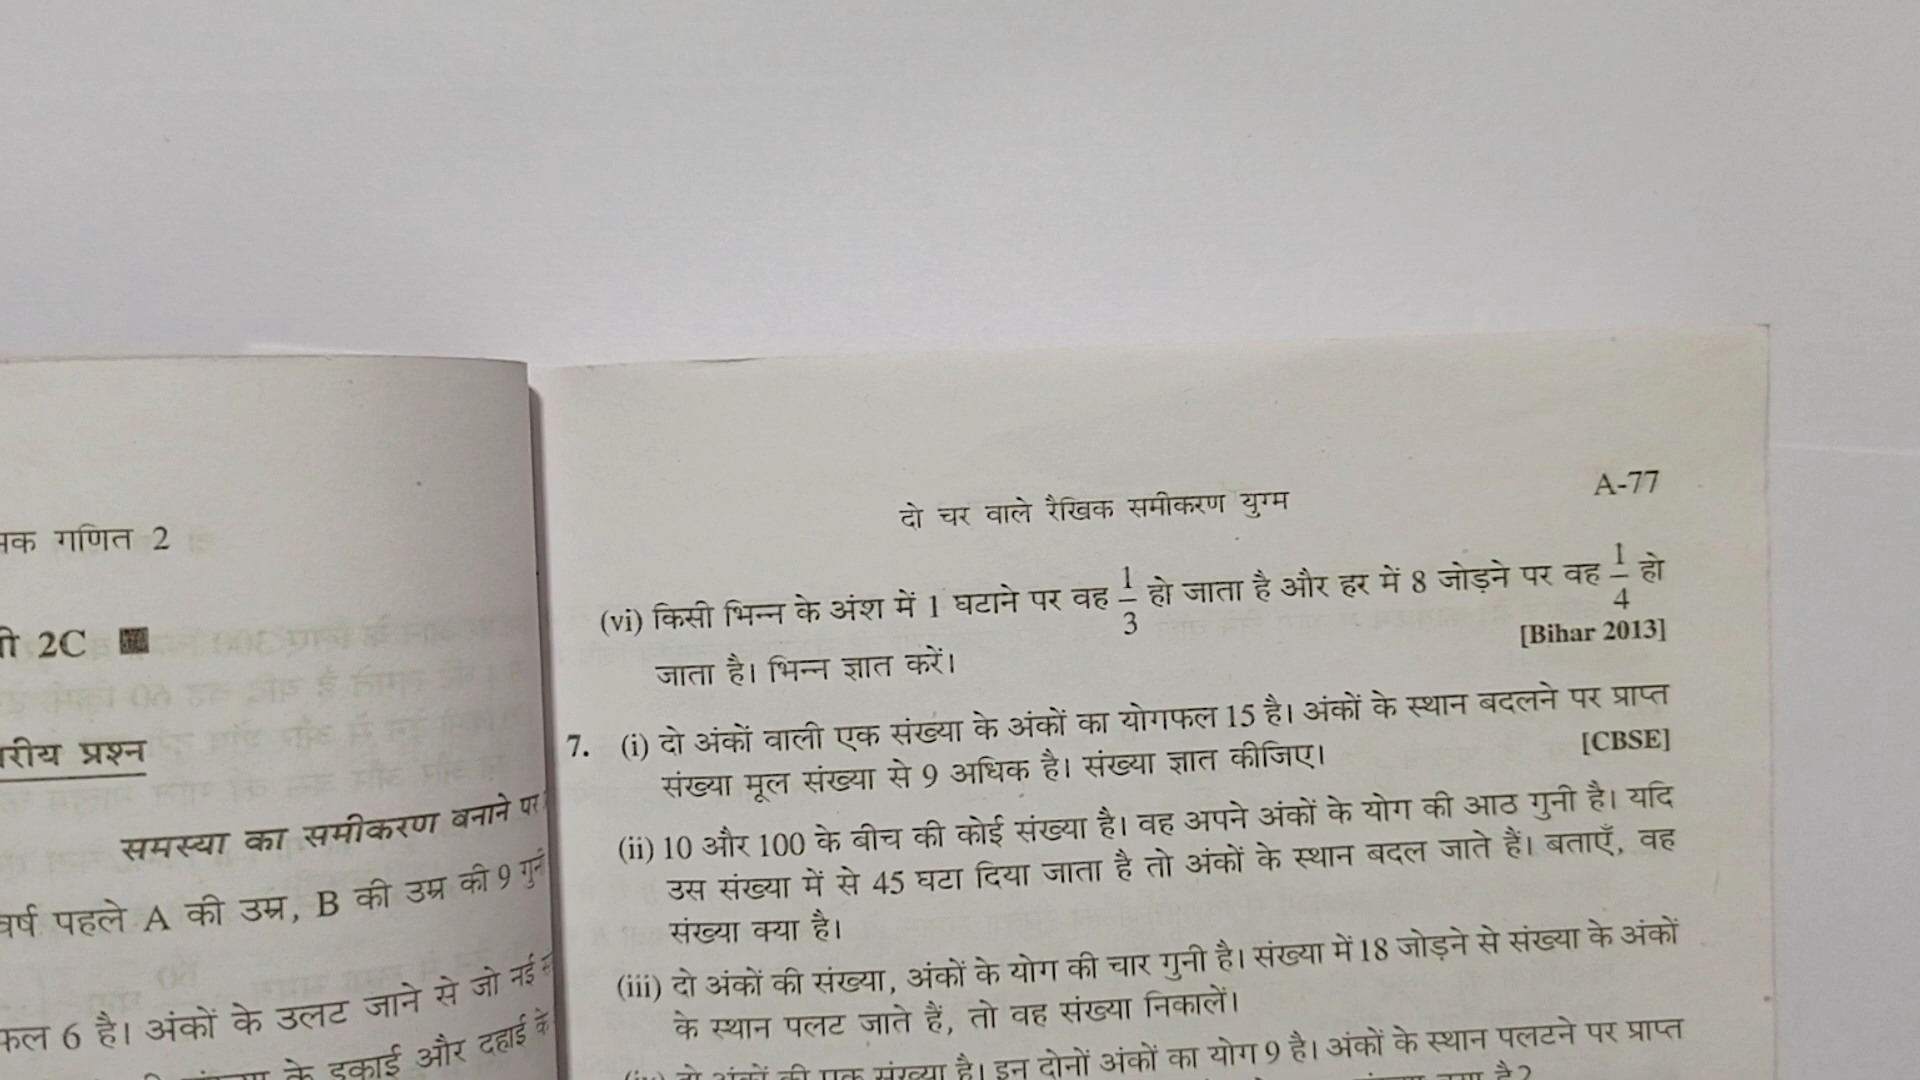 गणित 2
2C
प्रश्न
समस्या का समीकरण बनाने पर
वर्ष पहले A की उम्र, B की उम्र की 9 गुनी
6 है। अंकों के उलट जाने से जो नई
के इकाई और दहाई के
दो चर वाले रैखिक समीकरण युग्म A-77
(vi) किसी भिन्न के अंश में 1 घटाने पर वह 1/3 हो जाता है और हर में 8 जोड़ने पर वह 1/4 हो
जाता है। भिन्न ज्ञात करें। [Bihar 2013]
7. (i) दो अंकों वाली एक संख्या के अंकों का योगफल 15 है। अंकों के स्थान बदलने पर प्राप्त
संख्या मूल संख्या से 9 अधिक है। संख्या ज्ञात कीजिए। [CBSE]
(ii) 10 और 100 के बीच की कोई संख्या है। वह अपने अंकों के योग की आठ गुनी है। यदि
उस संख्या में से 45 घटा दिया जाता है तो अंकों के स्थान बदल जाते हैं। बताएँ, वह
संख्या क्या है।
(iii) दो अंकों की संख्या, अंकों के योग की चार गुनी है। संख्या में 18 जोड़ने से संख्या के अंकों
के स्थान पलट जाते हैं, तो वह संख्या निकालें।
(iv) दो अंकों की एक संख्या है। इन दोनों अंकों का योग 9 है। अंकों के स्थान पलटने पर प्राप्त